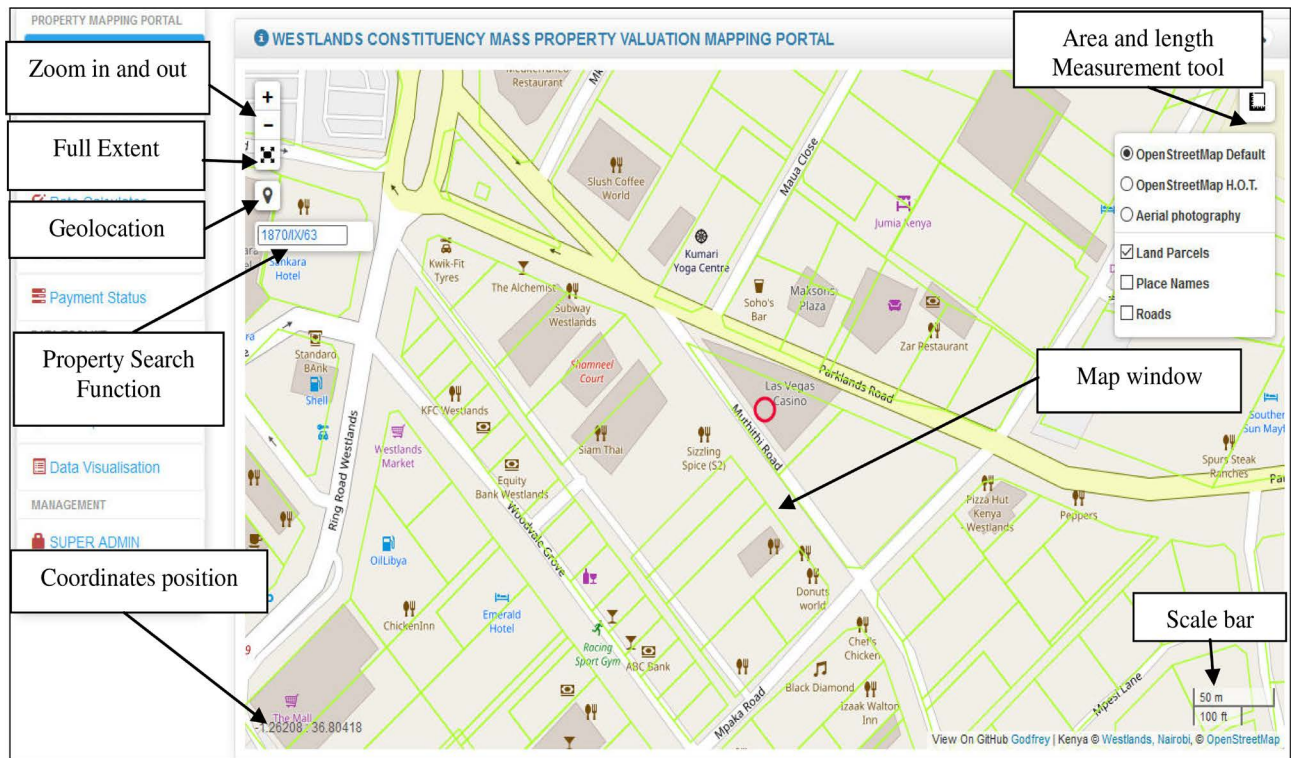 PROPERTY MAPPING PORTAL
WESTLANDS CONSTITUENCY MASS PROPERTY VALUATION MAPPING PORTAL
Zoom in and out
Area and length
Measurement tool
Full Extent
Geolocation
1870/IX/63
Property Search
Function
Payment Status
Data Visualisation
MANAGEMENT
SUPER ADMIN
Coordinates position
Map window
Scale bar
OpenStreetMap Default
OpenStreetMap H.O.T.
Aerial photography
Land Parcels
Place Names
Roads
Restaurant
Slush Coffee
World
Maua Close
Jumia Kenya
Kumari
Yoga Centra
Sankara
Hotel
Kwik-Fit
Tyres
The Alchemist
Subway
Westlands
Soho's
Bar
Maksons
Plaza
Zar Restaurant
Standard
BAnk
Shell
Shamneel
Court
Las Vegas
Casino
Parklands Road
KFC Westlands
Muthithi Road
Southern
Sun Mayf
Westlands
Market
Siam Thai
Sizzling
Spice (S2)
Spurs Steak
Ranches
Equity
Bank Westlands
Ring Road Westlands
Woodvale Grove
Pizza Hut
Kenya
- Westlands
Peppers
OilLibya
Donuts
world
ChickenInn
Emerald
Hotel
Racing
Sport Gym
ABC Bank
Chef's
Chicken
Black Diamond
Izaak Walton
Inn
Mpaka Road
Mpesi Lane
The Mall
-1.26208 : 36.80418
50 m
100 ft
View On GitHub Godfrey | Kenya © Westlands, Nairobi, © OpenStreetMap